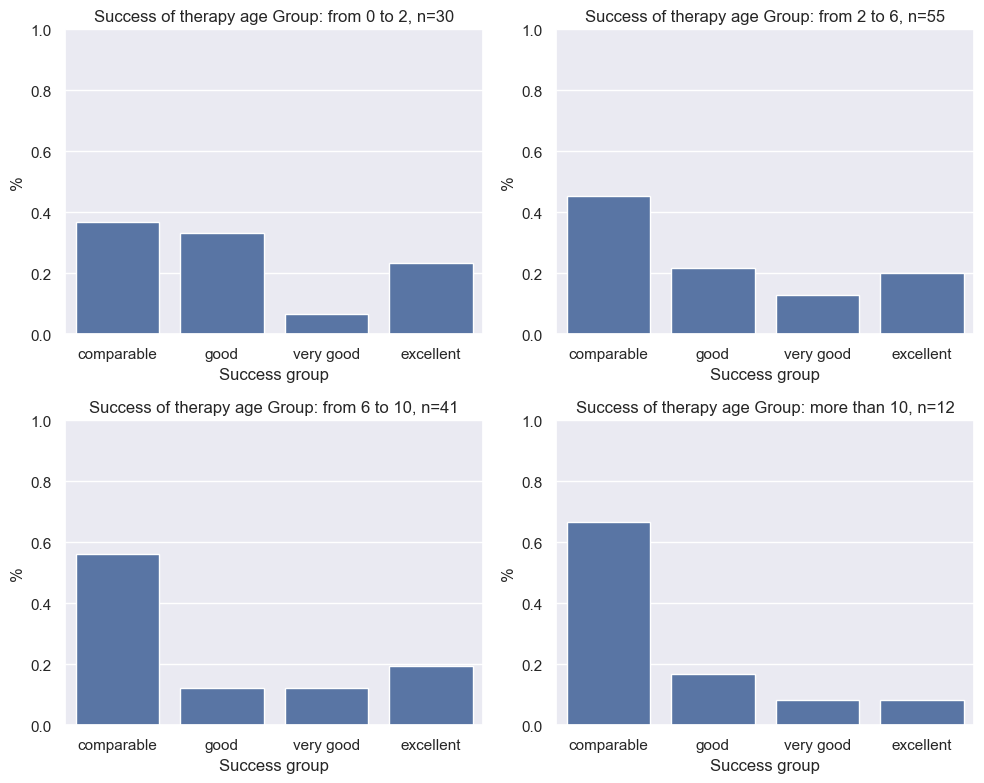 Success of therapy age Group: from 0 to 2, n=30
1.0
0.8
0.6
0.4
0.2
0.0
%
comparable good very good excellent
Success group
Success of therapy age Group: from 2 to 6, n=55
1.0
0.8
0.6
0.4
0.2
0.0
%
comparable good very good excellent
Success group
Success of therapy age Group: from 6 to 10, n=41
1.0
0.8
0.6
0.4
0.2
0.0
%
comparable good very good excellent
Success group
Success of therapy age Group: more than 10, n=12
1.0
0.8
0.6
0.4
0.2
0.0
%
comparable good very good excellent
Success group